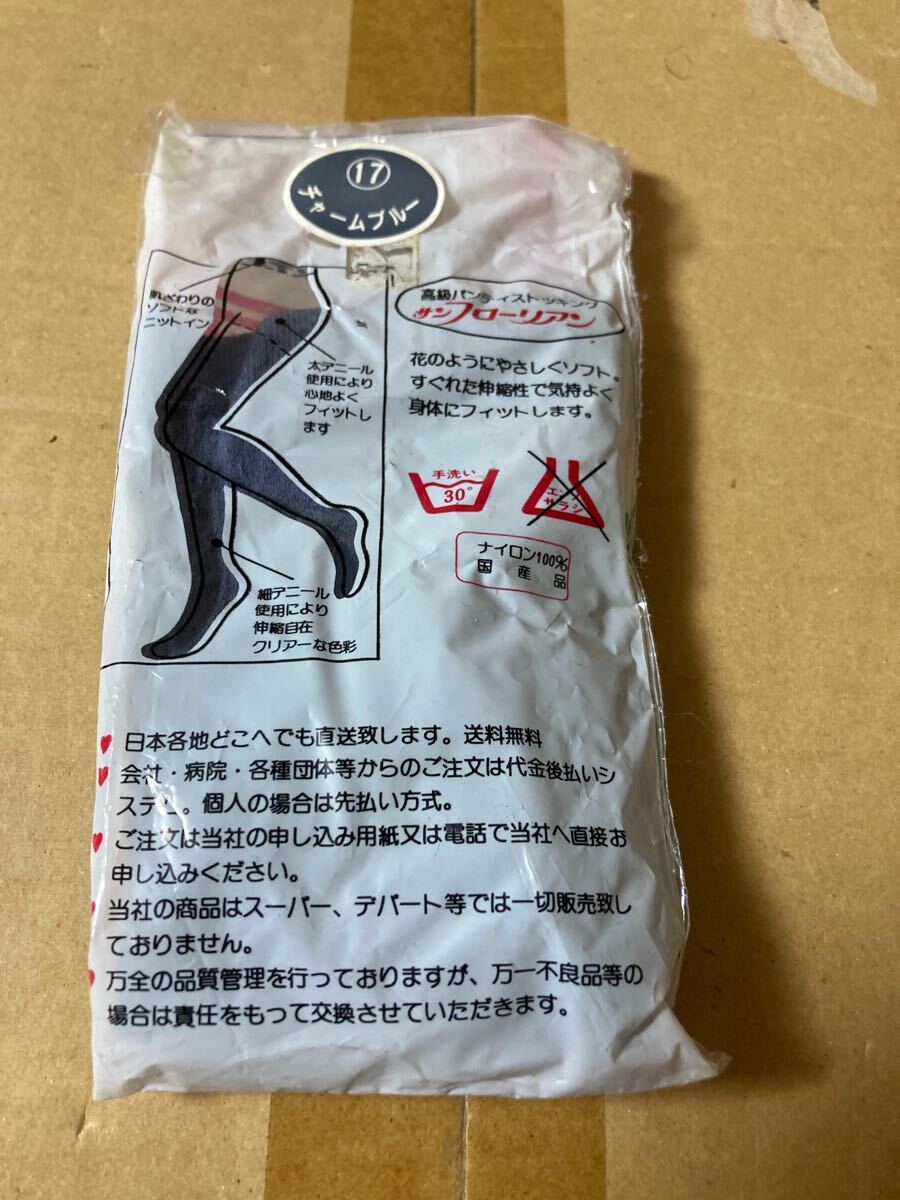 17
チャームブルー
肌ざわりの
ソフトな
ニットイン
太デニール
使用により
心地よく
フィットし
ます
細デニール
使用により
伸縮自在
クリアーな色彩
高級パンティストッキング
サンフローリアン
花のようにやさしくソフト。
すぐれた伸縮性で気持よく
身体にフィットします。
手洗い
30°
エンソ
サラシ
ナイロン100%
国産品
日本各地どこへでも直送致します。送料無料
会社・病院・各種団体等からのご注文は代金後払いシ
ステム。個人の場合は先払い方式。
ご注文は当社の申し込み用紙又は電話で当社へ直接お
申し込みください。
当社の商品はスーパー、デパート等では一切販売致し
ておりません。
万全の品質管理を行っておりますが、万一不良品等の
場合は責任をもって交換させていただきます。